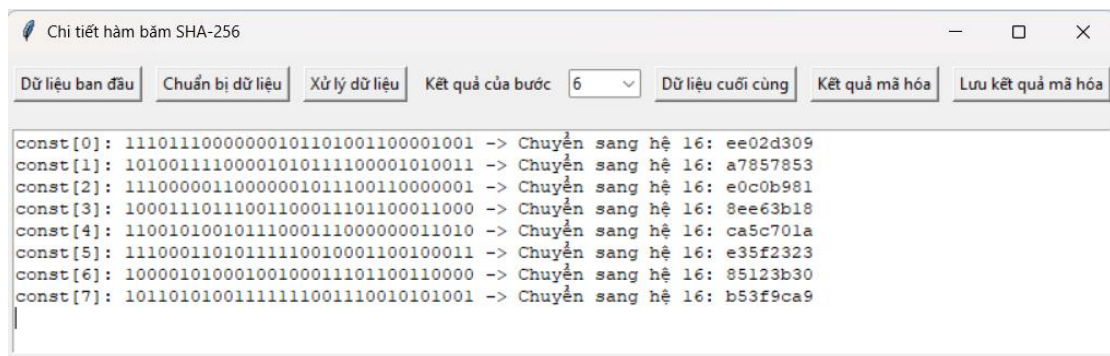 Chi tiết hàm băm SHA-256
Dữ liệu ban đầu Chuẩn bị dữ liệu Xử lý dữ liệu Kết quả của bước 6 Dữ liệu cuối cùng Kết quả mã hóa Lưu kết quả mã hóa
const[0]: 11101110000000101101001100001001 -> Chuyển sang hệ 16: ee02d309
const[1]: 10100111100001010111100001010011 -> Chuyển sang hệ 16: a7857853
const[2]: 11100000110000001011100110000001 -> Chuyển sang hệ 16: e0c0b981
const[3]: 10001110111001100011101100011000 -> Chuyển sang hệ 16: 8ee63b18
const[4]: 11001010010111000111000000011010 -> Chuyển sang hệ 16: ca5c701a
const[5]: 11100011010111110010001100100011 -> Chuyển sang hệ 16: e35f2323
const[6]: 10000101000100100011101100110000 -> Chuyển sang hệ 16: 85123b30
const[7]: 10110101001111111001110010101001 -> Chuyển sang hệ 16: b53f9ca9